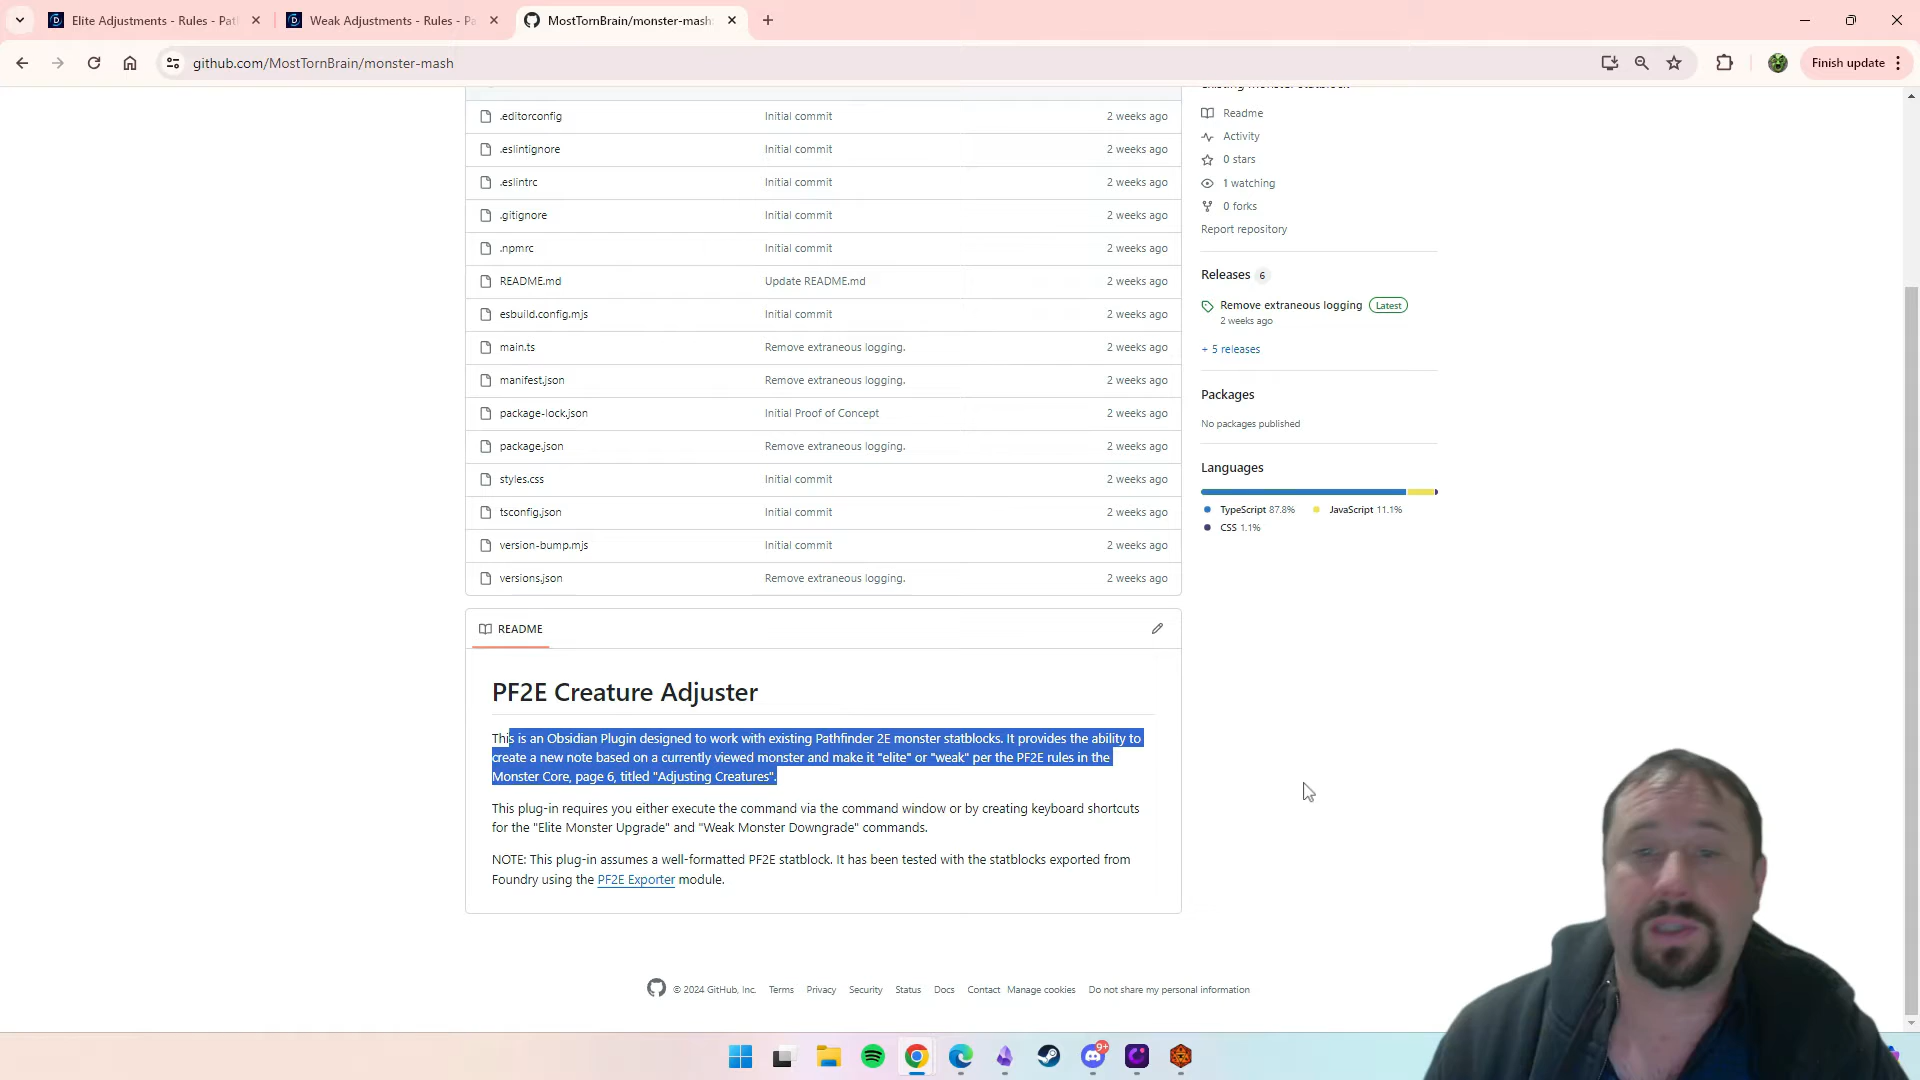 Elite Adjustments - Rules - Pat
Weak Adjustments - Rules - Pa
MostTornBrain/monster-mash:
github.com/MostTornBrain/monster-mash
Finish update
.editorconfig Initial commit 2 weeks ago
.eslintignore Initial commit 2 weeks ago
.eslintrc Initial commit 2 weeks ago
.gitignore Initial commit 2 weeks ago
.npmrc Initial commit 2 weeks ago
README.md Update README.md 2 weeks ago
esbuild.config.mjs Initial commit 2 weeks ago
main.ts Remove extraneous logging. 2 weeks ago
manifest.json Remove extraneous logging. 2 weeks ago
package-lock.json Initial Proof of Concept 2 weeks ago
package.json Remove extraneous logging. 2 weeks ago
styles.css Initial commit 2 weeks ago
tsconfig.json Initial commit 2 weeks ago
version-bump.mjs Initial commit 2 weeks ago
versions.json Remove extraneous logging. 2 weeks ago
Readme
Activity
0 stars
1 watching
0 forks
Report repository
Releases 6
Remove extraneous logging Latest
2 weeks ago
+ 5 releases
Packages
No packages published
Languages
TypeScript 87.8% JavaScript 11.1%
CSS 1.1%
README
PF2E Creature Adjuster
This is an Obsidian Plugin designed to work with existing Pathfinder 2E monster statblocks. It provides the ability to
create a new note based on a currently viewed monster and make it "elite" or "weak" per the PF2E rules in the
Monster Core, page 6, titled "Adjusting Creatures".
This plug-in requires you either execute the command via the command window or by creating keyboard shortcuts
for the "Elite Monster Upgrade" and "Weak Monster Downgrade" commands.
NOTE: This plug-in assumes a well-formatted PF2E statblock. It has been tested with the statblocks exported from
Foundry using the PF2E Exporter module.
© 2024 GitHub, Inc. Terms Privacy Security Status Docs Contact Manage cookies Do not share my personal information
9+